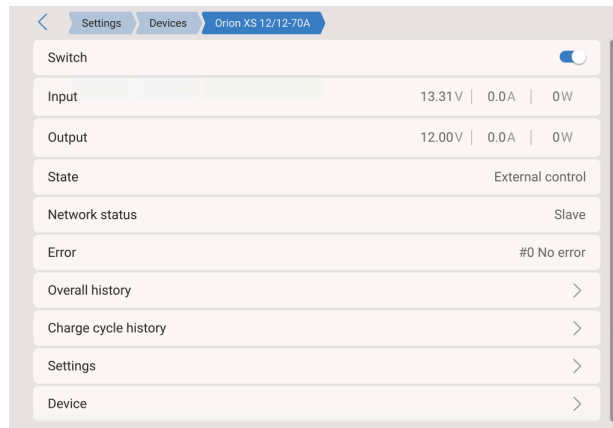 Settings Devices Orion XS 12/12-70A
Switch
Input 13.31V 0.0A 0W
Output 12.00V 0.0A 0W
State External control
Network status Slave
Error #0 No error
Overall history
Charge cycle history
Settings
Device